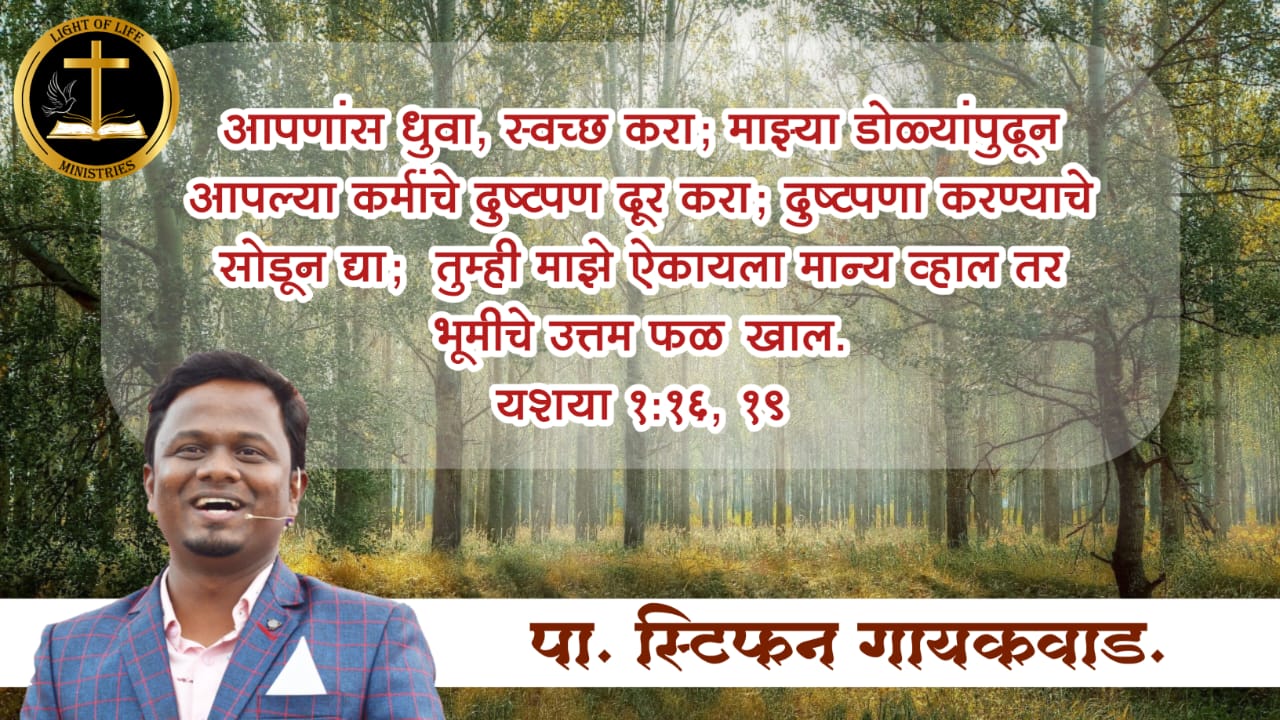 LIGHT OF LIFE
MINISTRIES
आपणांस धुवा, स्वच्छ करा; माझ्या डोळ्यांपुढून
आपल्या कर्मांचे दुष्टपण दूर करा; दुष्टपणा करण्याचे
सोडून द्या; तुम्ही माझे ऐकायला मान्य व्हाल तर
भूमीचे उत्तम फळ खाल.
यशया १:१६, १९
पा. स्टिफन गायकवाड.